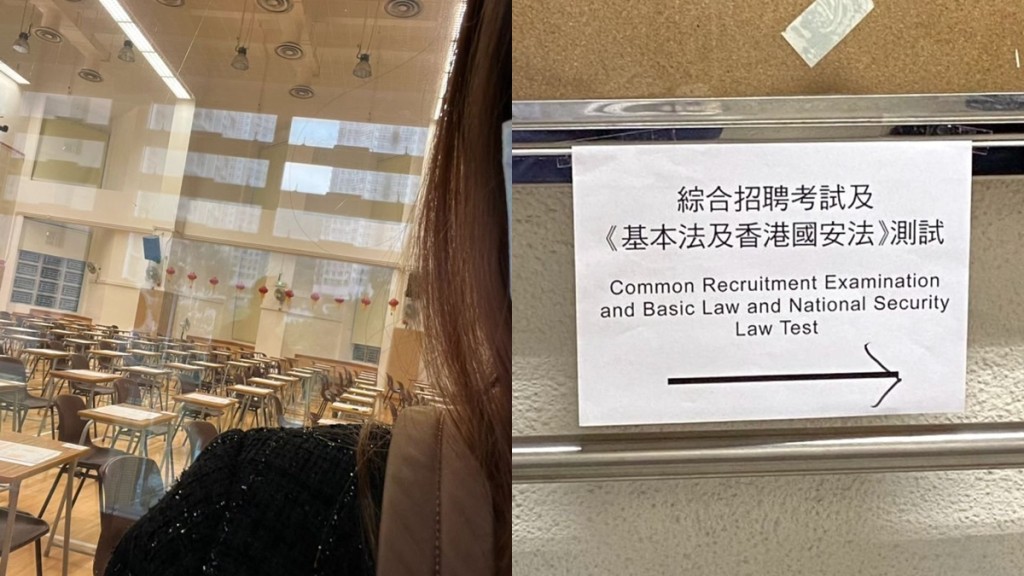 綜合招聘考試及
《基本法及香港國安法》測試
Common Recruitment Examination
and Basic Law and National Security
Law Test